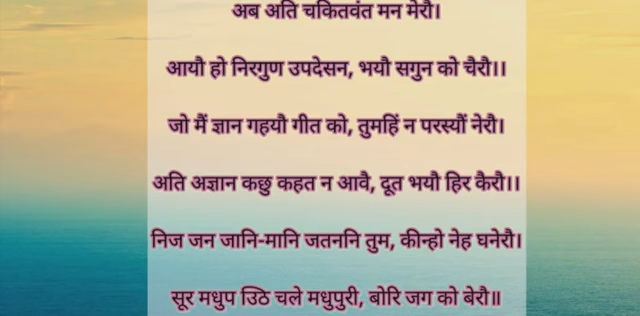 अब अति चकितवंत मन मेरौ।
आयौ हो निरगुण उपदेसन, भयौ सगुन को चैरौ।।
जो मैं ज्ञान गहयौ गीत को, तुमहिं न परस्यौं नेरौ।
अति अज्ञान कछु कहत न आवै, दूत भयौ हिर कैरौ।।
निज जन जानि-मानि जतननि तुम, कीन्हो नेह घनेरौ।
सूर मधुप उठि चले मधुपुरी, बोरि जग को बेरौ॥